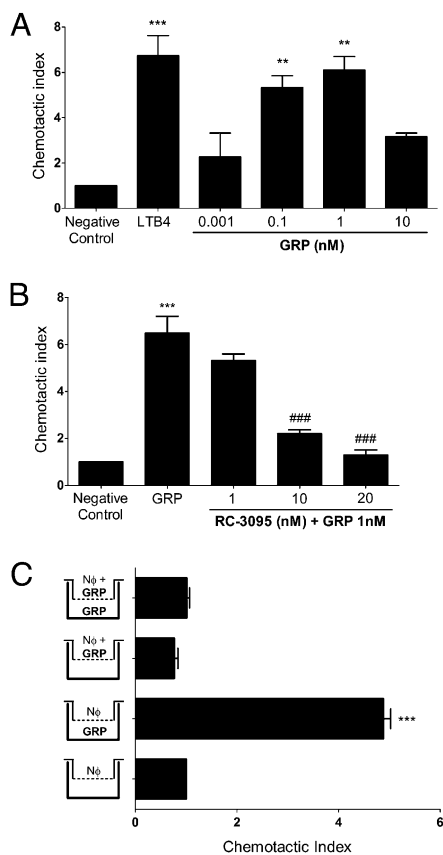 A
Chemotactic index
8
6
4
2
0
***
**
**
Negative Control
LTB4
0.001
0.1
1
10
GRP (nM)
B
Chemotactic index
8
6
4
2
0
***
###
###
Negative Control
GRP
1
10
20
RC-3095 (nM) + GRP 1nM
C
Nϕ +
GRP
GRP
Nϕ +
GRP
Nϕ
GRP
***
Nϕ
0
2
4
6
Chemotactic Index